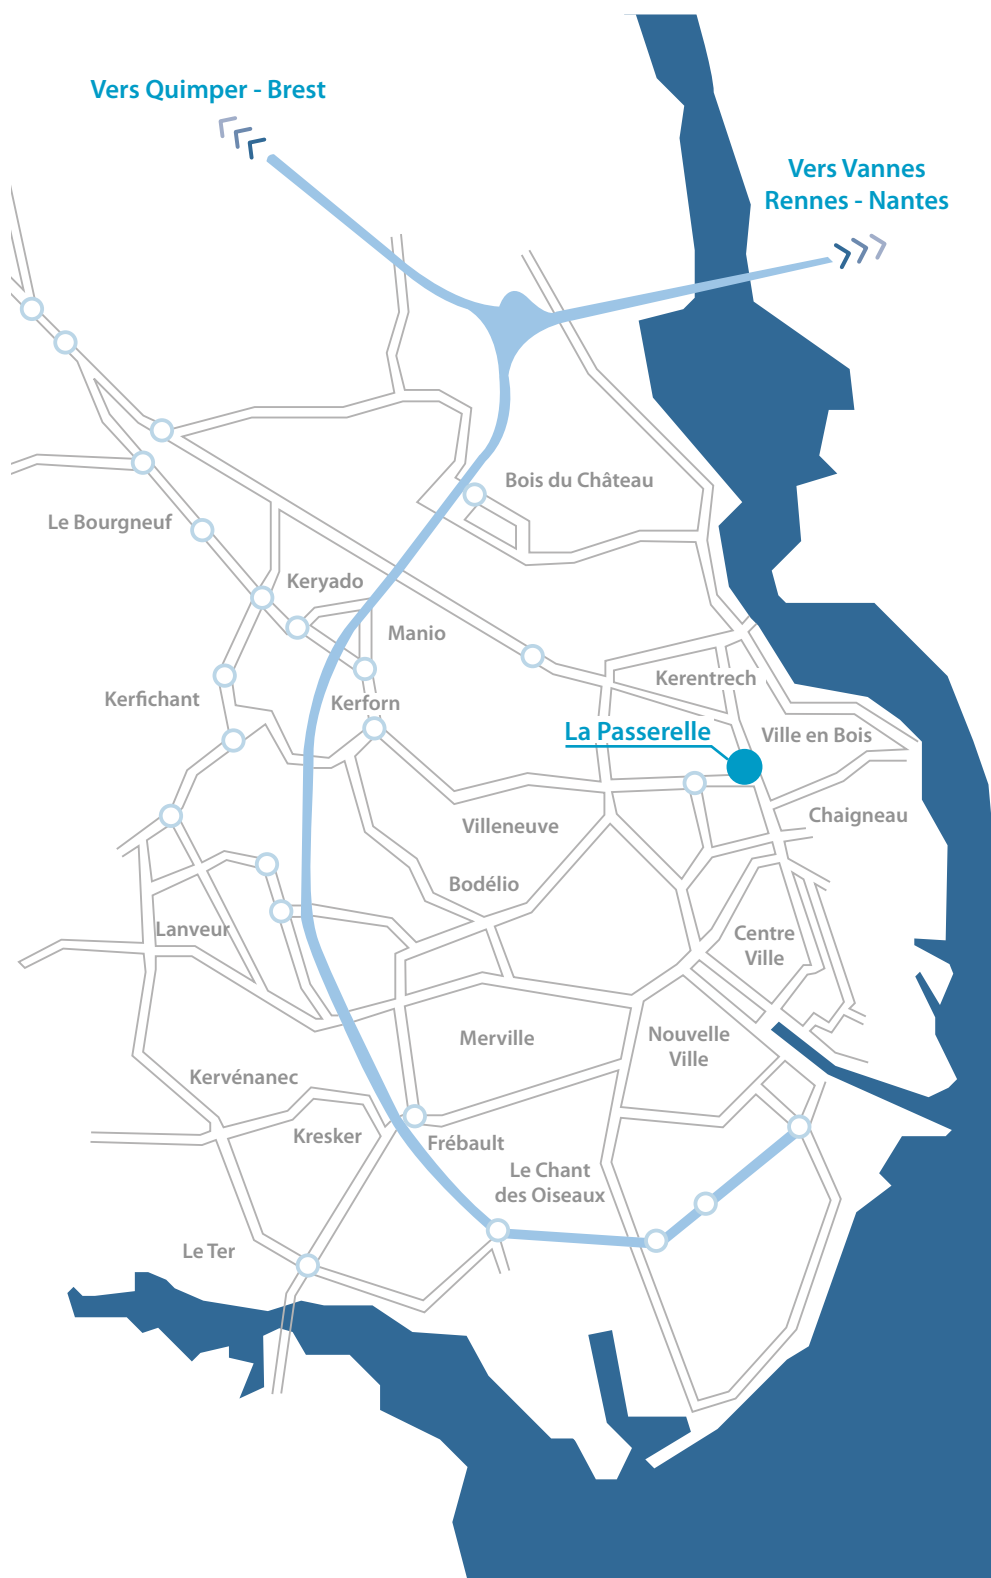 Vers Quimper - Brest
Vers Vannes
Rennes - Nantes
Bois du Château
Le Bourgneuf
Keryado
Manio
Kerentrech
Kerfichant
Kerforn
La Passerelle
Ville en Bois
Chaigneau
Villeneuve
Bodélio
Lanveur
Centre
Ville
Merville
Nouvelle
Ville
Kervénanec
Kresker
Frébault
Le Chant
des Oiseaux
Le Ter